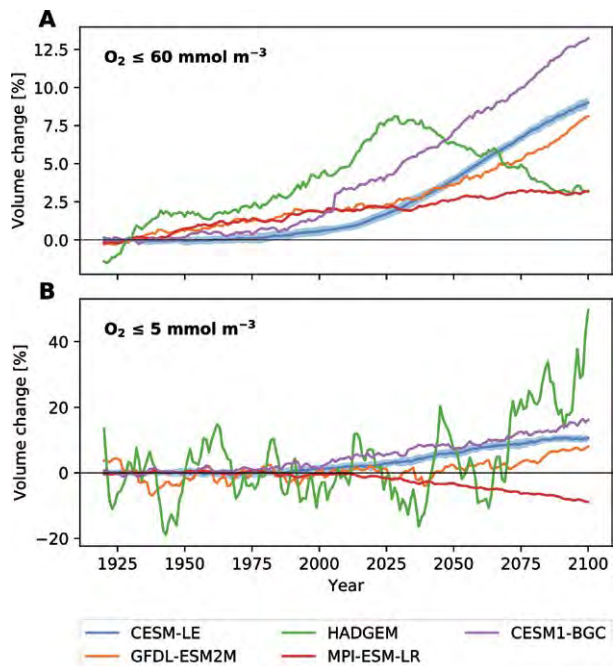 A
O₂ ≤ 60 mmol m⁻³
Volume change [%]
12.5
10.0
7.5
5.0
2.5
0.0
B
O₂ ≤ 5 mmol m⁻³
Volume change [%]
40
20
0
−20
1925 1950 1975 2000 2025 2050 2075 2100
Year
CESM-LE HADGEM CESM1-BGC
GFDL-ESM2M MPI-ESM-LR